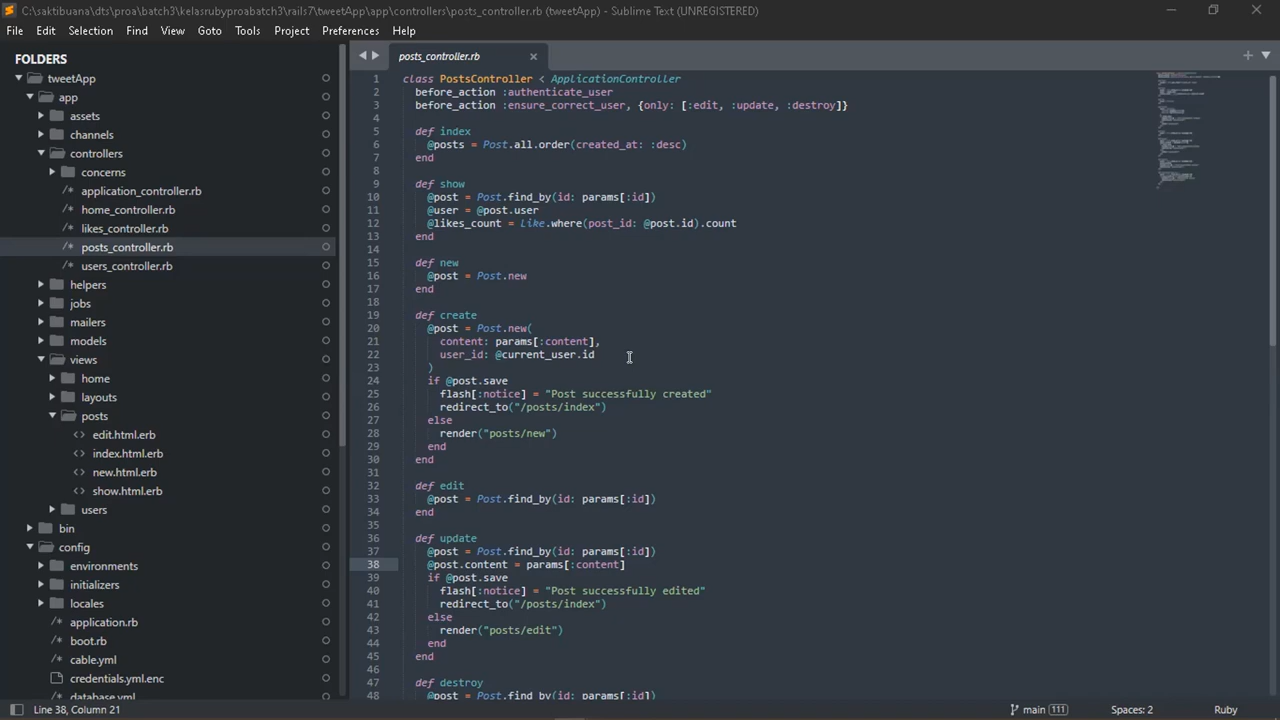 C:\saktibuana\dts\proa\batch3\kelasrubyproabatch3\rails7\tweetApp\app\controllers\posts_controller.rb (tweetApp) - Sublime Text (UNREGISTERED)
File Edit Selection Find View Goto Tools Project Preferences Help
FOLDERS
tweetApp
app
assets
channels
controllers
concerns
application_controller.rb
home_controller.rb
likes_controller.rb
posts_controller.rb
users_controller.rb
helpers
jobs
mailers
models
views
home
layouts
posts
edit.html.erb
index.html.erb
new.html.erb
show.html.erb
users
bin
config
environments
initializers
locales
application.rb
boot.rb
cable.yml
credentials.yml.enc
database.yml
posts_controller.rb
1 class PostsController < ApplicationController
2 before_action :authenticate_user
3 before_action :ensure_correct_user, {only: [:edit, :update, :destroy]}
4
5 def index
6 @posts = Post.all.order(created_at: :desc)
7 end
8
9 def show
10 @post = Post.find_by(id: params[:id])
11 @user = @post.user
12 @likes_count = Like.where(post_id: @post.id).count
13 end
14
15 def new
16 @post = Post.new
17 end
18
19 def create
20 @post = Post.new(
21 content: params[:content],
22 user_id: @current_user.id
23 )
24 if @post.save
25 flash[:notice] = "Post successfully created"
26 redirect_to("/posts/index")
27 else
28 render("posts/new")
29 end
30 end
31
32 def edit
33 @post = Post.find_by(id: params[:id])
34 end
35
36 def update
37 @post = Post.find_by(id: params[:id])
38 @post.content = params[:content]
39 if @post.save
40 flash[:notice] = "Post successfully edited"
41 redirect_to("/posts/index")
42 else
43 render("posts/edit")
44 end
45 end
46
47 def destroy
48 @post = Post.find_by(id: params[:id])
Line 38, Column 21
main 111
Spaces: 2
Ruby